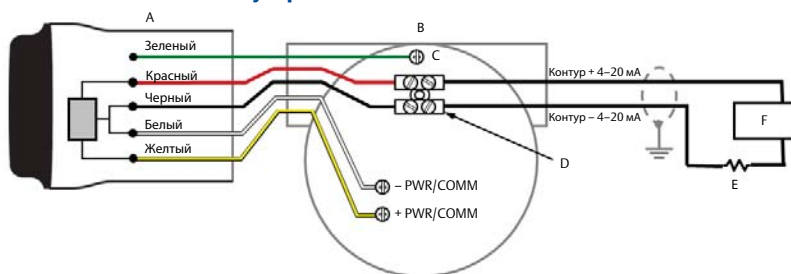 A
B
Зеленый
C
Красный
Контур + 4–20 мА
Черный
F
Белый
Контур – 4–20 мА
Желтый
D
E
– PWR/COMM
+ PWR/COMM